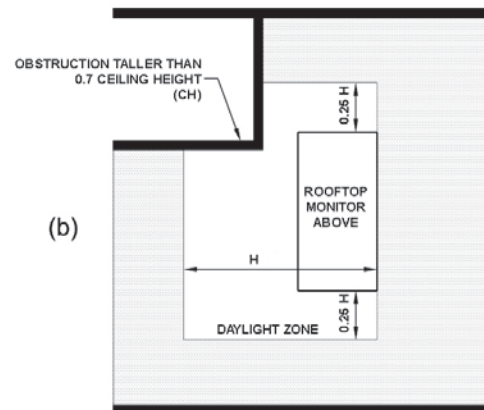 OBSTRUCTION TALLER THAN
0.7 CEILING HEIGHT
(CH)
0.25 H
ROOFTOP
MONITOR
ABOVE
(b)
H
0.25 H
DAYLIGHT ZONE